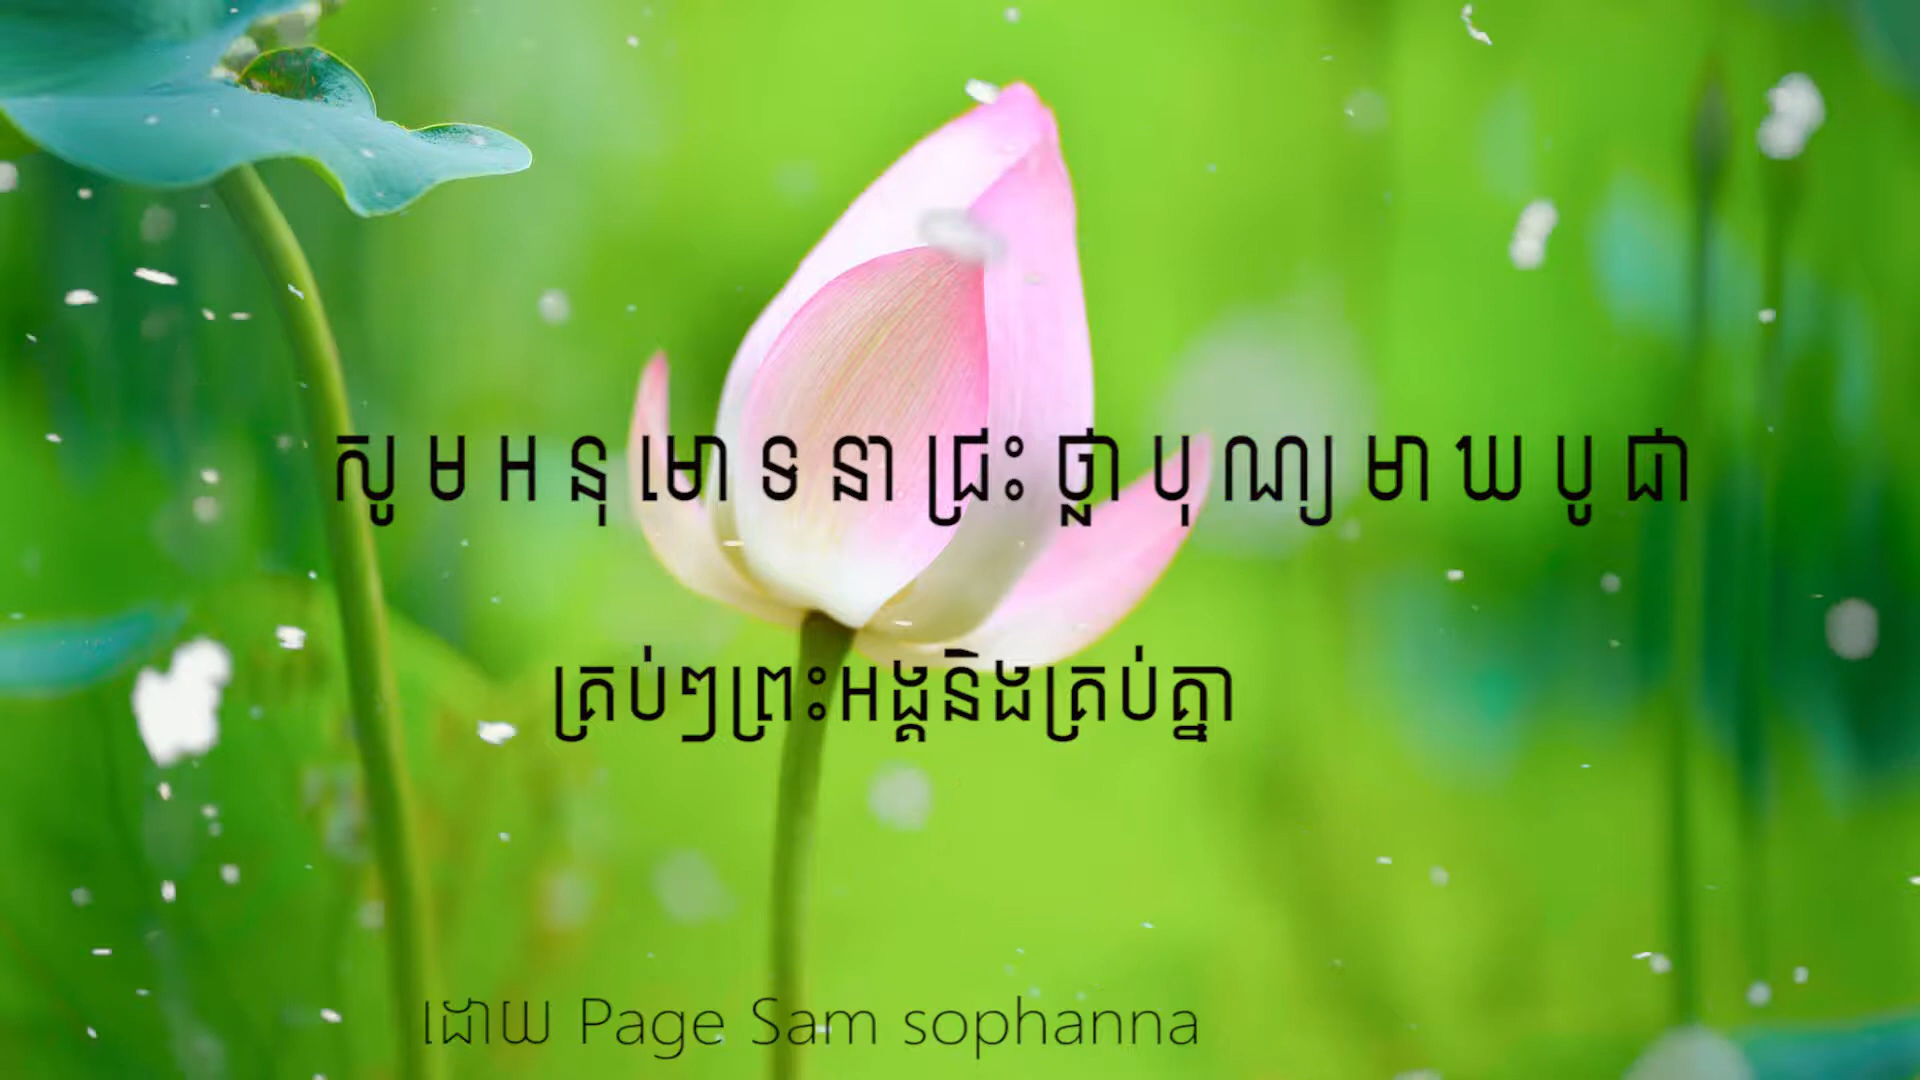 សូមអនុមោទនាជ្រះថ្លាបុណ្យមាឃបូជា
គ្រប់ៗព្រះអង្គនិងគ្រប់គ្នា
ដោយ Page Sam sophanna